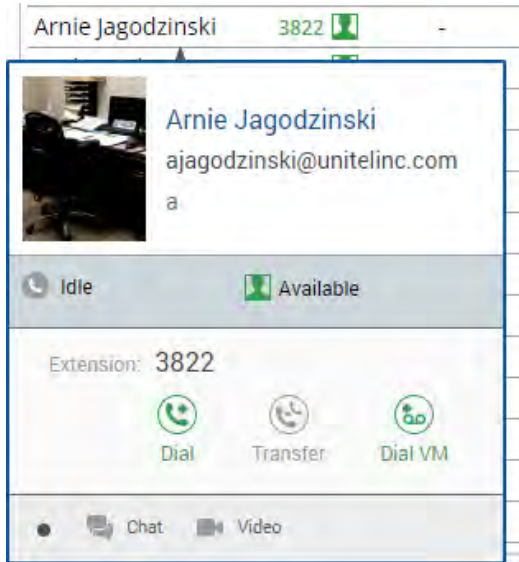 Arnie Jagodzinski 3822 -
Arnie Jagodzinski
ajagodzinski@unitelinc.com
a
Idle Available
Extension: 3822
Dial Transfer Dial VM
Chat Video